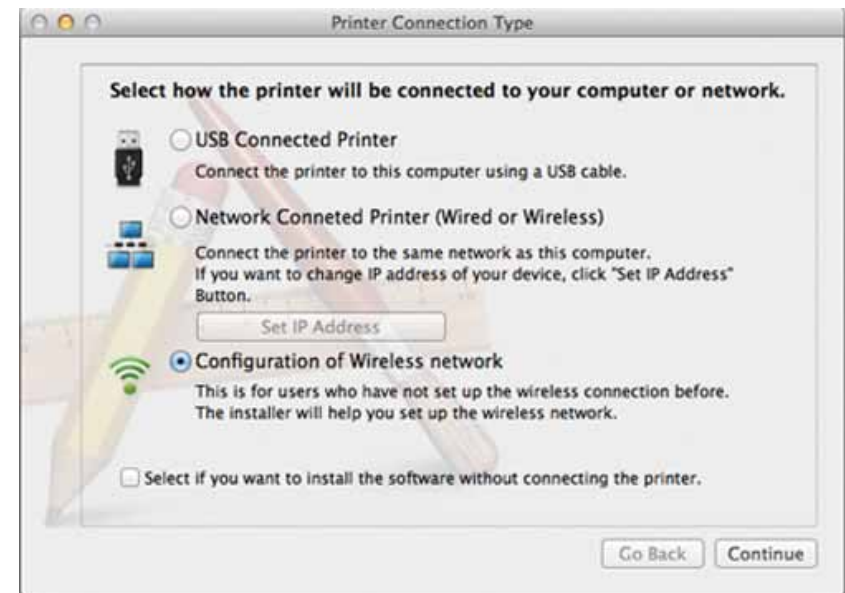 Printer Connection Type
Select how the printer will be connected to your computer or network.
USB Connected Printer
Connect the printer to this computer using a USB cable.
Network Conneted Printer (Wired or Wireless)
Connect the printer to the same network as this computer.
If you want to change IP address of your device, click "Set IP Address"
Button.
Set IP Address
Configuration of Wireless network
This is for users who have not set up the wireless connection before.
The installer will help you set up the wireless network.
Select if you want to install the software without connecting the printer.
Go Back
Continue